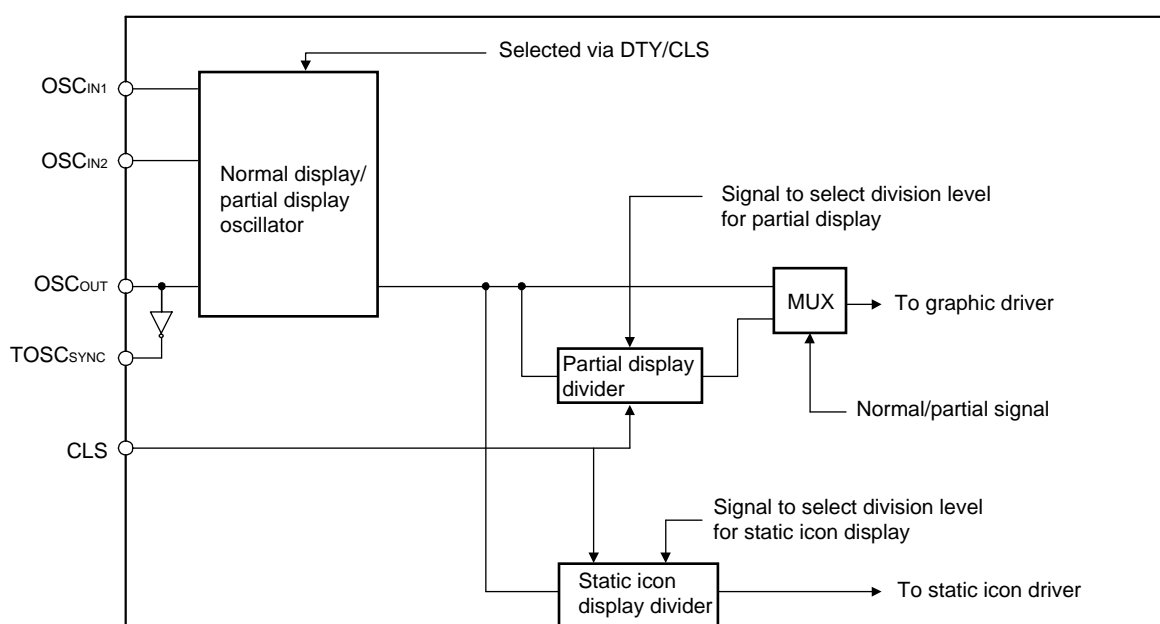 Selected via DTY/CLS
OSCIN1
OSCIN2
Normal display/
partial display
oscillator
Signal to select division level
for partial display
OSCOUT
MUX
To graphic driver
TOSCSYNC
Partial display
divider
Normal/partial signal
CLS
Signal to select division level
for static icon display
Static icon
display divider
To static icon driver